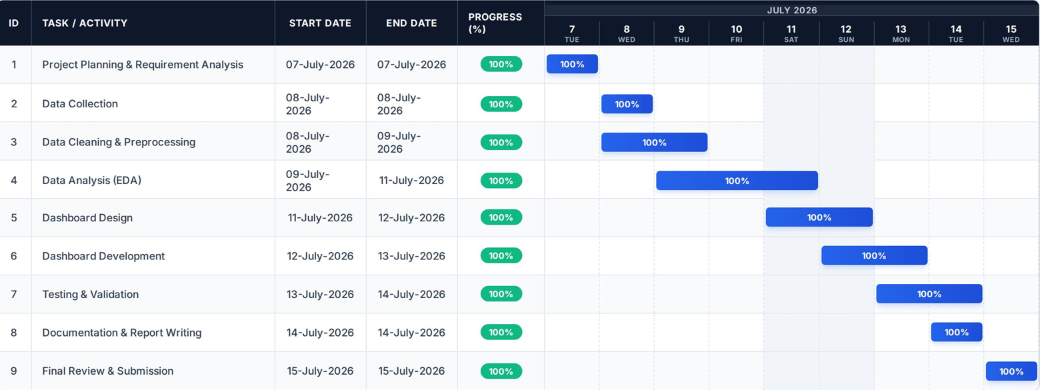 JULY 2026
ID TASK / ACTIVITY START DATE END DATE PROGRESS (%) 7 8 9 10 11 12 13 14 15
TUE WED THU FRI SAT SUN MON TUE WED
1 Project Planning & Requirement Analysis 07-July-2026 07-July-2026 100% 100%
2 Data Collection 08-July-2026 08-July-2026 100% 100%
3 Data Cleaning & Preprocessing 08-July-2026 09-July-2026 100% 100%
4 Data Analysis (EDA) 09-July-2026 11-July-2026 100% 100%
5 Dashboard Design 11-July-2026 12-July-2026 100% 100%
6 Dashboard Development 12-July-2026 13-July-2026 100% 100%
7 Testing & Validation 13-July-2026 14-July-2026 100% 100%
8 Documentation & Report Writing 14-July-2026 14-July-2026 100% 100%
9 Final Review & Submission 15-July-2026 15-July-2026 100% 100%